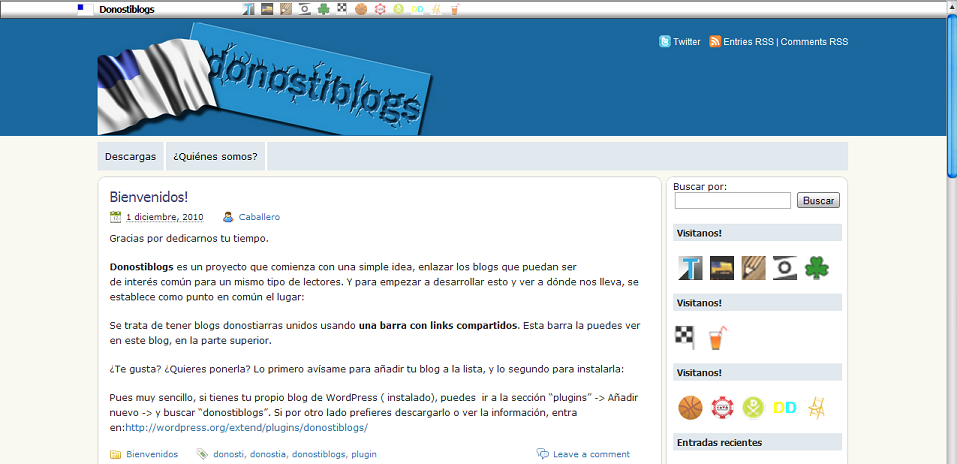 Donostiblogs
Twitter Entries RSS | Comments RSS
donostiblogs
Descargas ¿Quiénes somos?
Bienvenidos!
1 diciembre, 2010 Caballero
Gracias por dedicarnos tu tiempo.
Donostiblogs es un proyecto que comienza con una simple idea, enlazar los blogs que puedan ser
de interés común para un mismo tipo de lectores. Y para empezar a desarrollar esto y ver a dónde nos lleva, se
establece como punto en común el lugar:
Se trata de tener blogs donostiarras unidos usando una barra con links compartidos. Esta barra la puedes ver
en este blog, en la parte superior.
¿Te gusta? ¿Quieres ponerla? Lo primero avísame para añadir tu blog a la lista, y lo segundo para instalarla:
Pues muy sencillo, si tienes tu propio blog de WordPress ( instalado), puedes  ir a la sección “plugins” -> Añadir
nuevo -> y buscar “donostiblogs”. Si por otro lado prefieres descargarlo o ver la información, entra
en:http://wordpress.org/extend/plugins/donostiblogs/
Bienvenidos donosti, donostia, donostiblogs, plugin Leave a comment
Buscar por:
Buscar
Visitanos!
T
Visitanos!
Visitanos!
DD
Entradas recientes